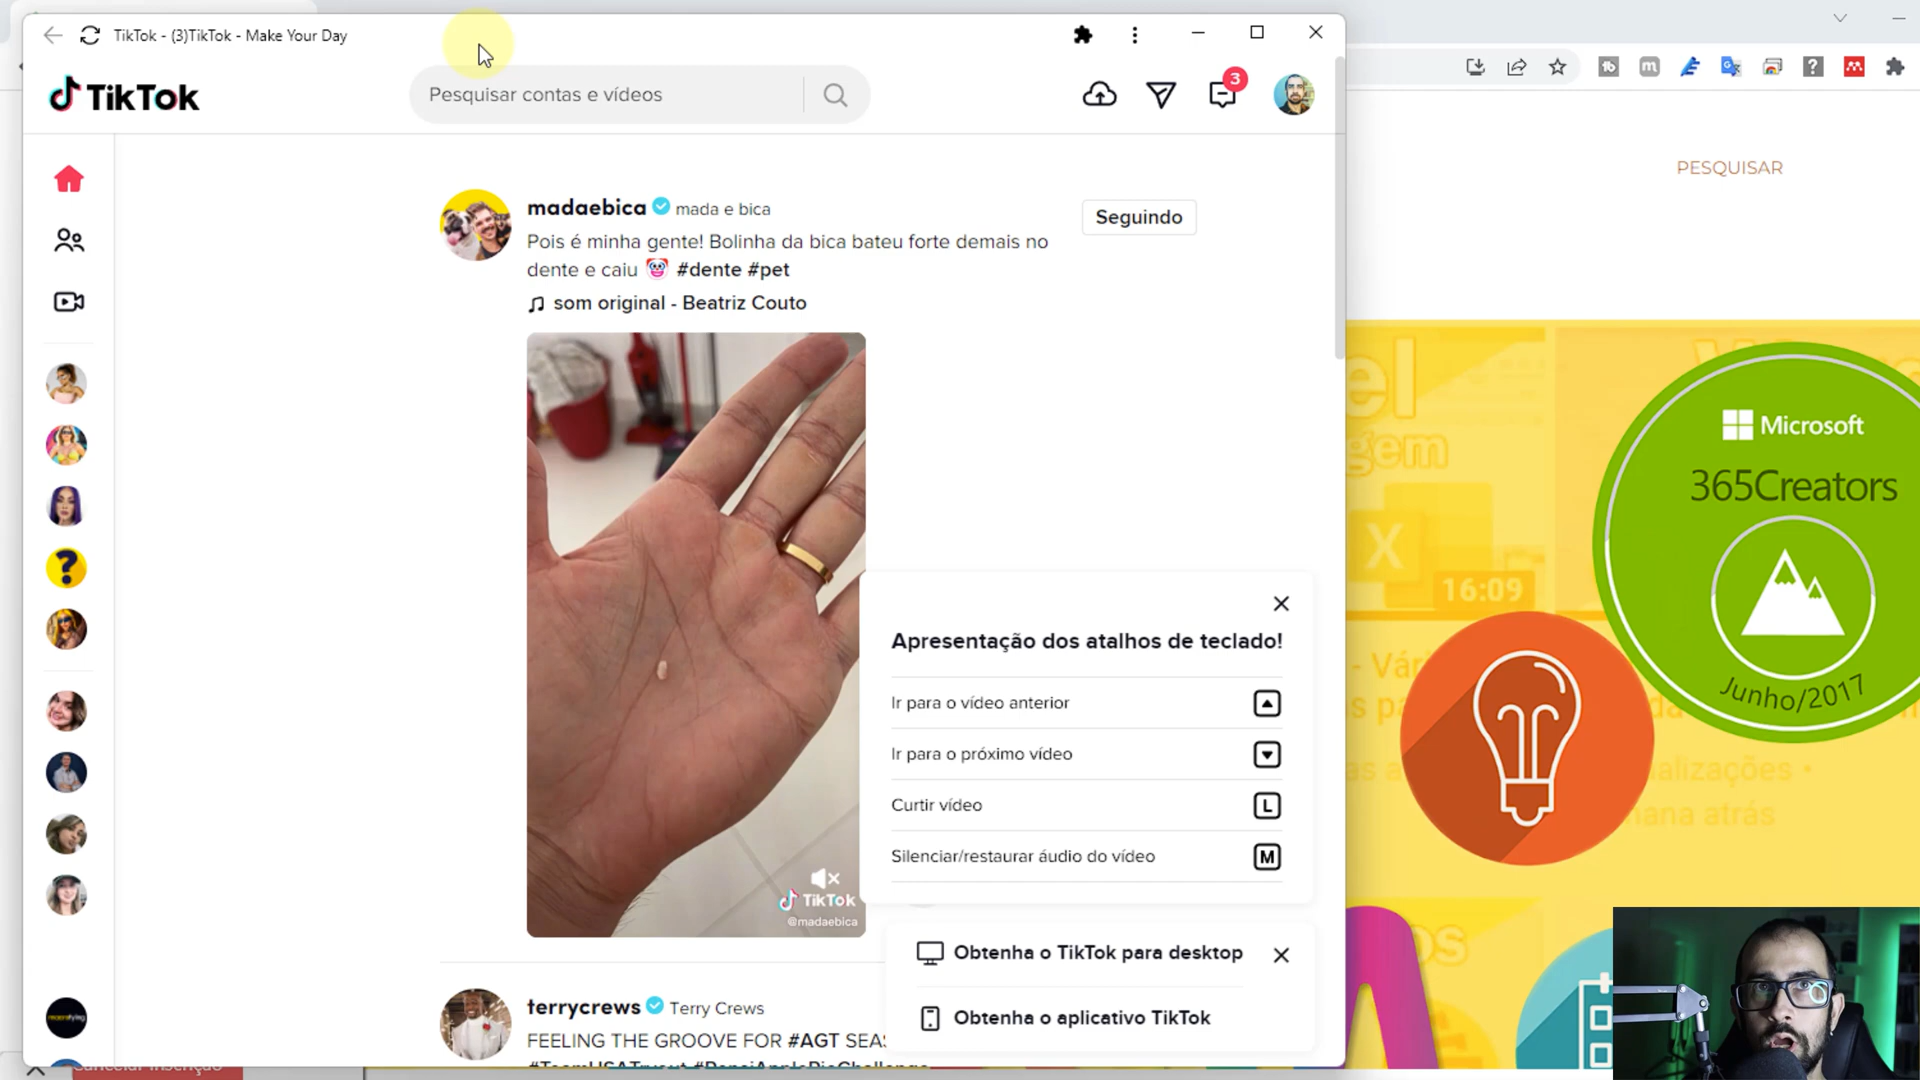 TikTok - (3)TikTok - Make Your Day
TikTok
Pesquisar contas e vídeos
3
PESQUISAR
madaebica mada e bica
Seguindo
Pois é minha gente! Bolinha da bica bateu forte demais no
dente e caiu 🤡 #dente #pet
som original - Beatriz Couto
TikTok
@madaebica
Apresentação dos atalhos de teclado!
Ir para o vídeo anterior
Ir para o próximo vídeo
Curtir vídeo L
Silenciar/restaurar áudio do vídeo M
Obtenha o TikTok para desktop
Obtenha o aplicativo TikTok
terrycrews Terry Crews
FEELING THE GROOVE FOR #AGT
Microsoft
365Creators
Junho/2017
16:09
alizações •
ana atrás